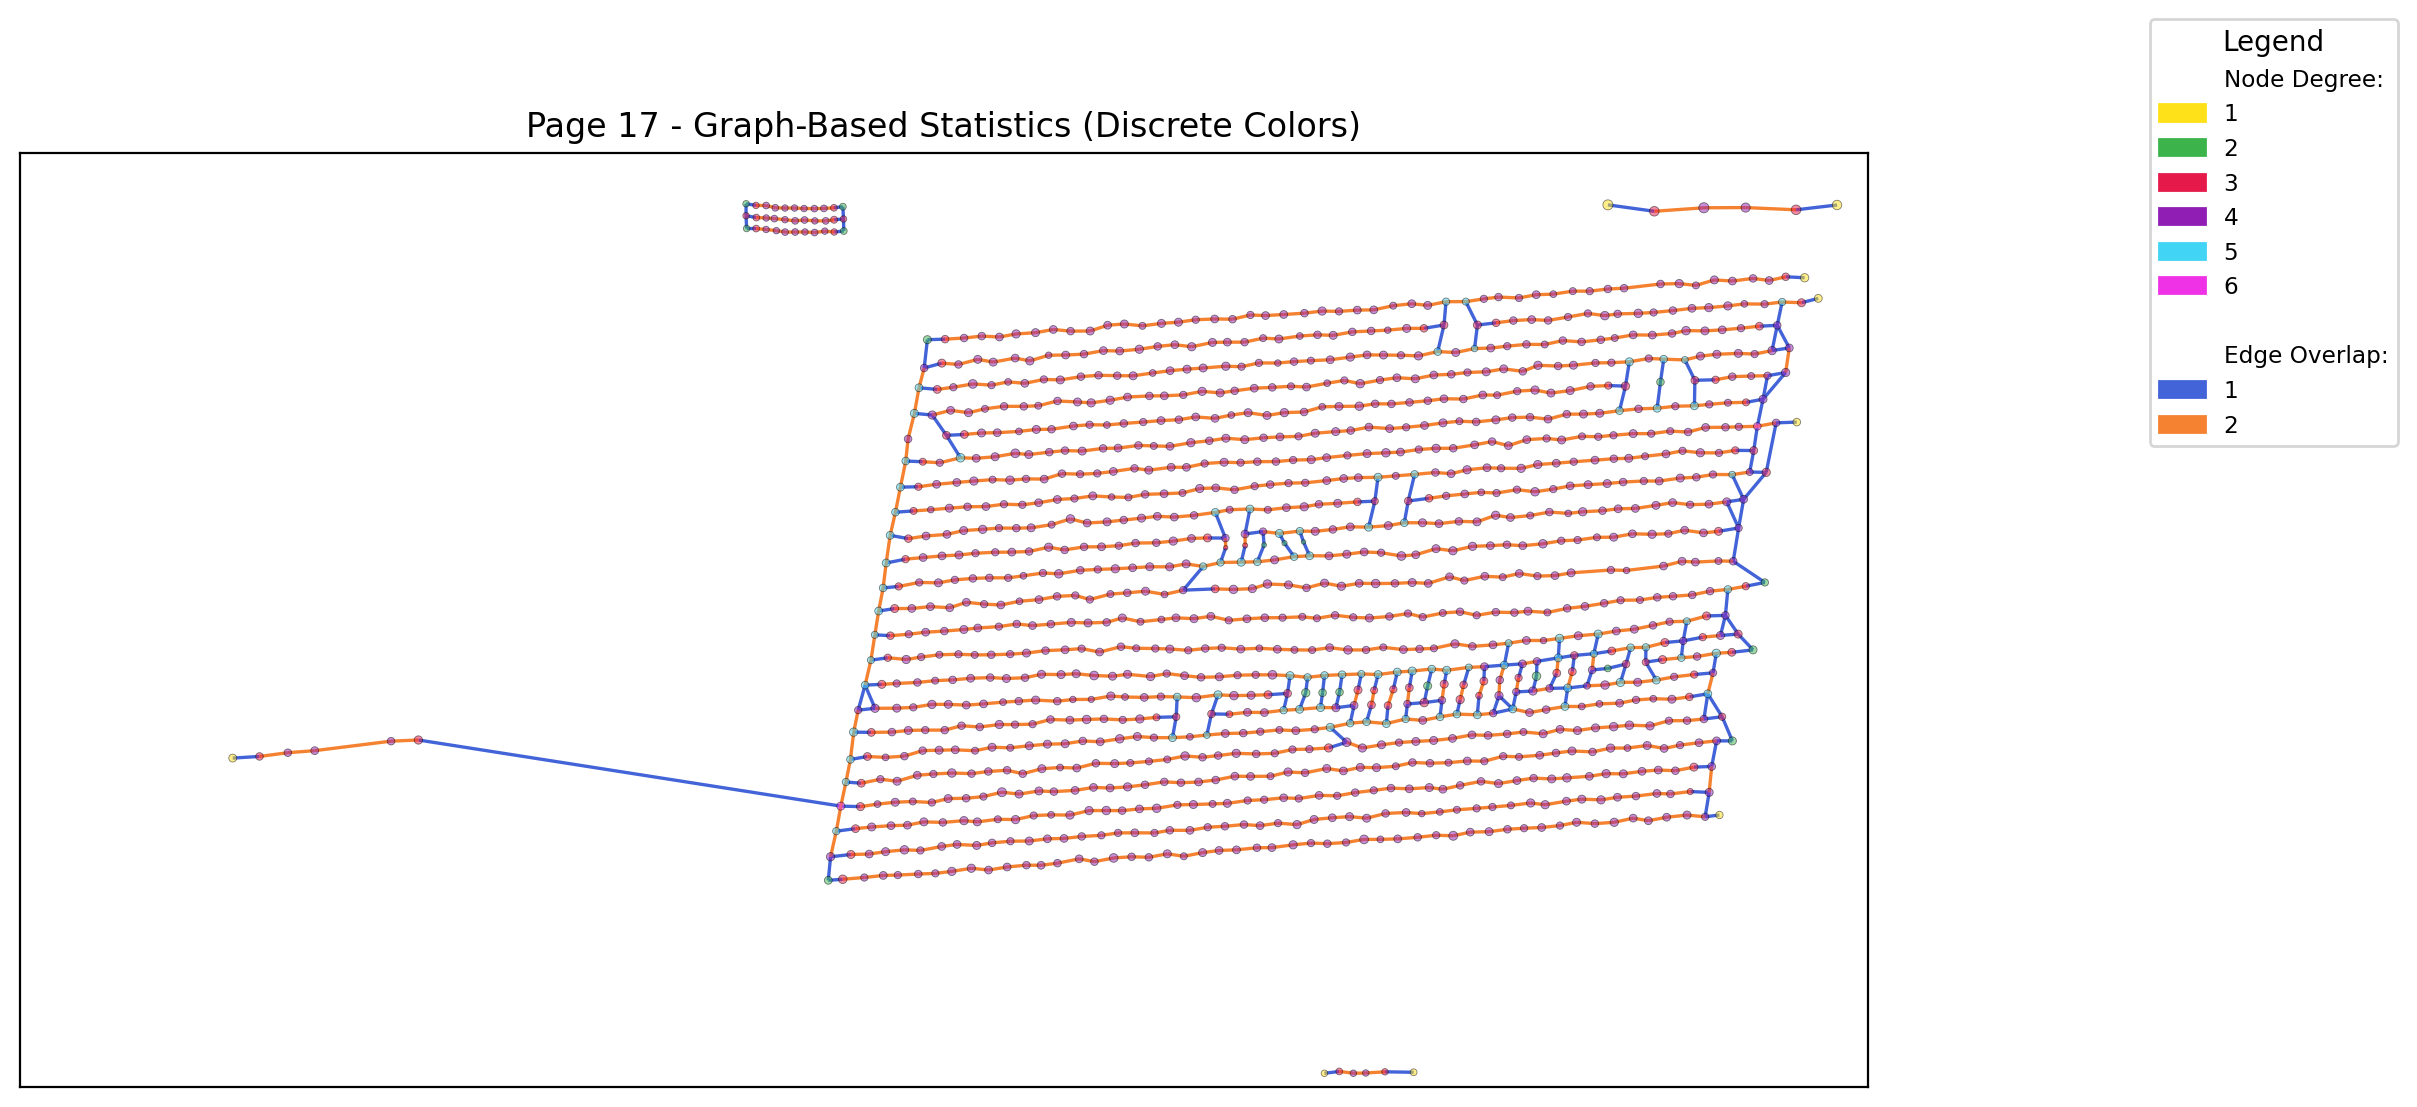 Page 17 - Graph-Based Statistics (Discrete Colors)
Legend
Node Degree:
1
2
3
4
5
6
Edge Overlap:
1
2